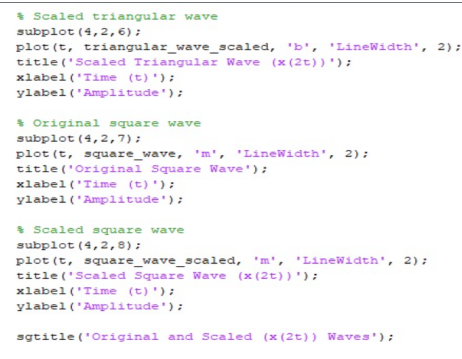 % Scaled triangular wave
subplot(4,2,6);
plot(t, triangular_wave_scaled, 'b', 'LineWidth', 2);
title('Scaled Triangular Wave (x(2t))');
xlabel('Time (t)');
ylabel('Amplitude');

% Original square wave
subplot(4,2,7);
plot(t, square_wave, 'm', 'LineWidth', 2);
title('Original Square Wave');
xlabel('Time (t)');
ylabel('Amplitude');

% Scaled square wave
subplot(4,2,8);
plot(t, square_wave_scaled, 'm', 'LineWidth', 2);
title('Scaled Square Wave (x(2t))');
xlabel('Time (t)');
ylabel('Amplitude');

sgtitle('Original and Scaled (x(2t)) Waves');